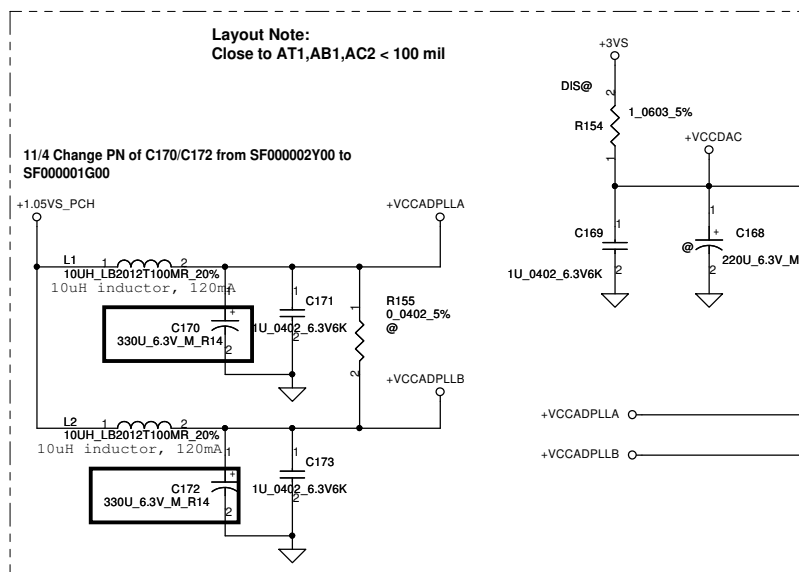 Layout Note:
Close to AT1,AB1,AC2 < 100 mil
+3VS
DIS@
2
1_0603_5%
R154
1
+VCCDAC
11/4 Change PN of C170/C172 from SF000002Y00 to
SF000001G00
+1.05VS_PCH
+VCCADPLLA
L1
1
2
10UH_LB2012T100MR_20%
10uH inductor, 120mA
C169
1
2
1U_0402_6.3V6K
1
+
C168
@
220U_6.3V_M
2
1
+
C170
330U_6.3V_M_R14
2
1
C171
1U_0402_6.3V6K
2
1
R155
0_0402_5%
@
2
+VCCADPLLB
L2
1
2
10UH_LB2012T100MR_20%
10uH inductor, 120mA
+VCCADPLLA
+VCCADPLLB
1
+
C172
330U_6.3V_M_R14
2
1
C173
1U_0402_6.3V6K
2